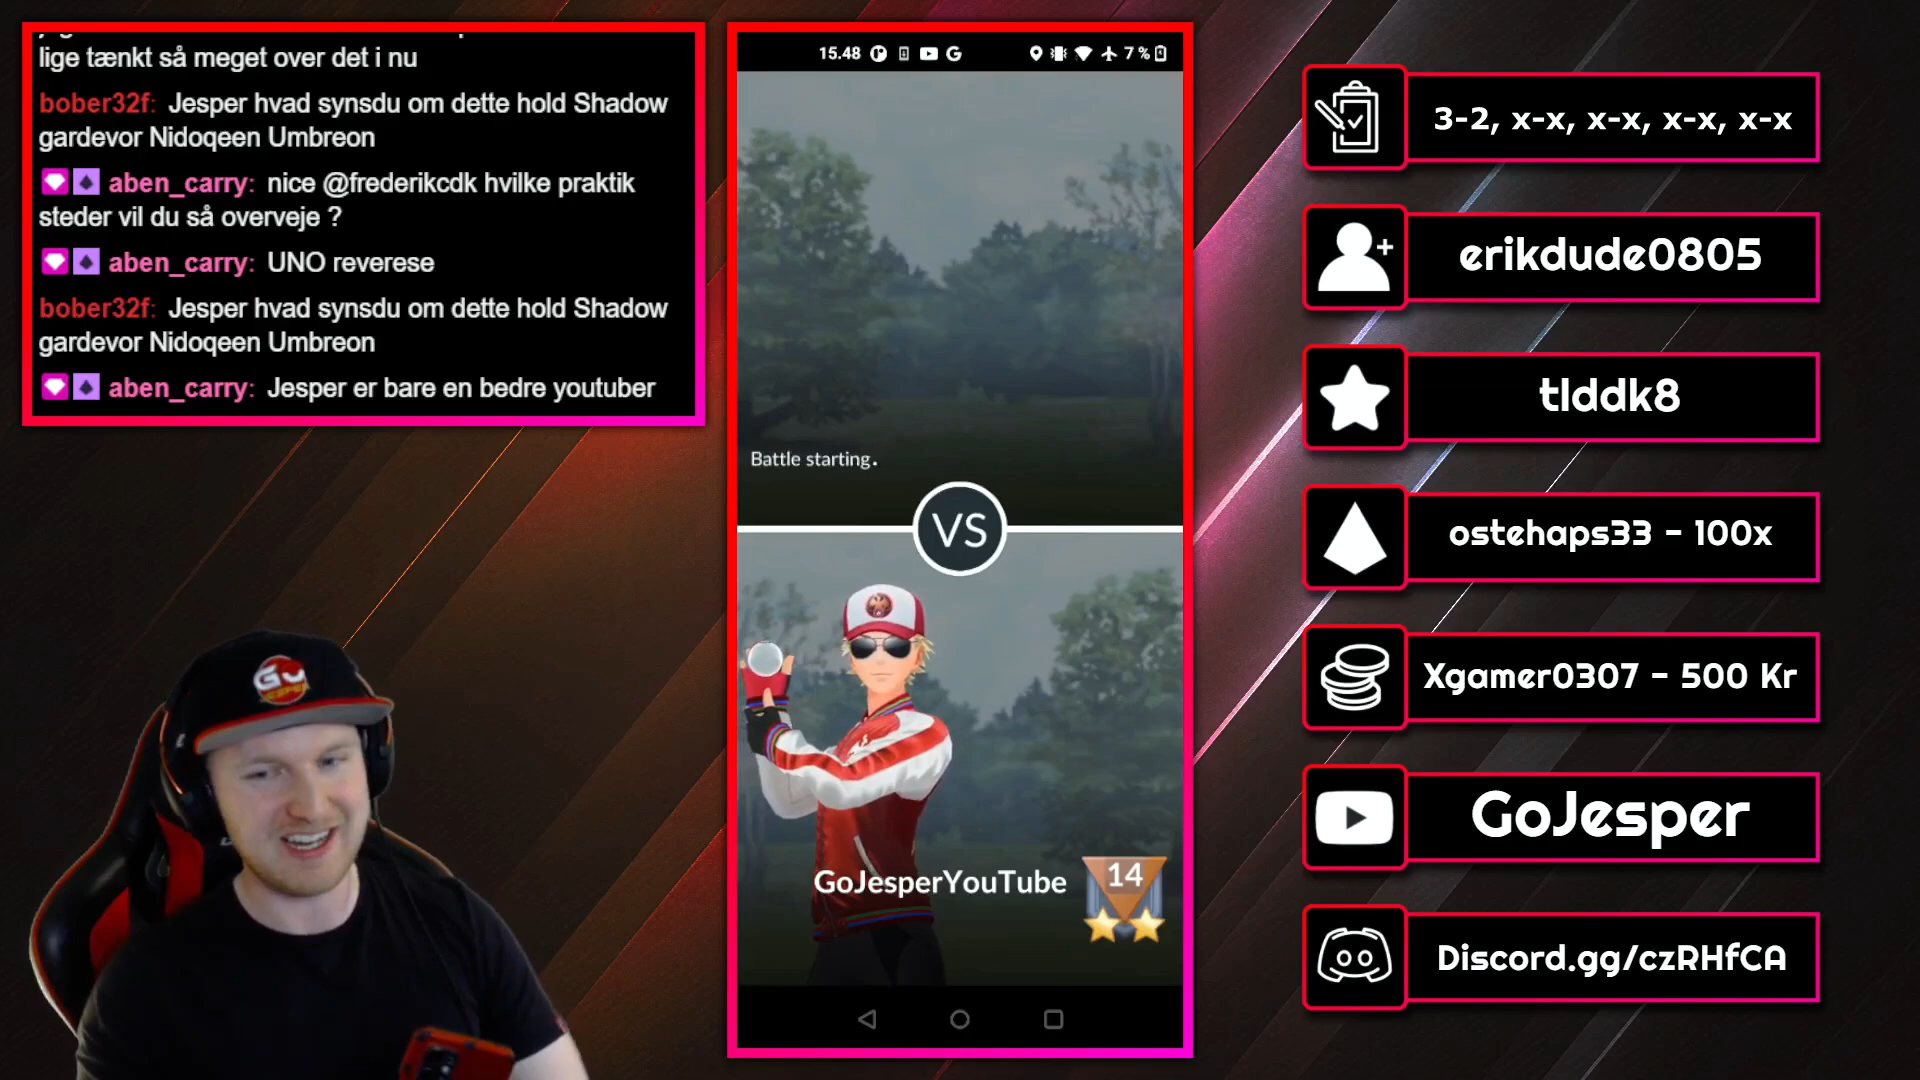 lige tænkt så meget over det i nu
bober32f: Jesper hvad synsdu om dette hold Shadow
gardevor Nidoqeen Umbreon
aben_carry: nice @frederikcdk hvilke praktik
steder vil du så overveje ?
aben_carry: UNO reverese
bober32f: Jesper hvad synsdu om dette hold Shadow
gardevor Nidoqeen Umbreon
aben_carry: Jesper er bare en bedre youtuber
15.48
7 %
Battle starting.
VS
GoJesperYouTube
14
GO
JESPER
3-2, x-x, x-x, x-x, x-x
erikdude0805
tlddk8
ostehaps33 - 100x
Xgamer0307 - 500 Kr
GoJesper
Discord.gg/czRHfCA